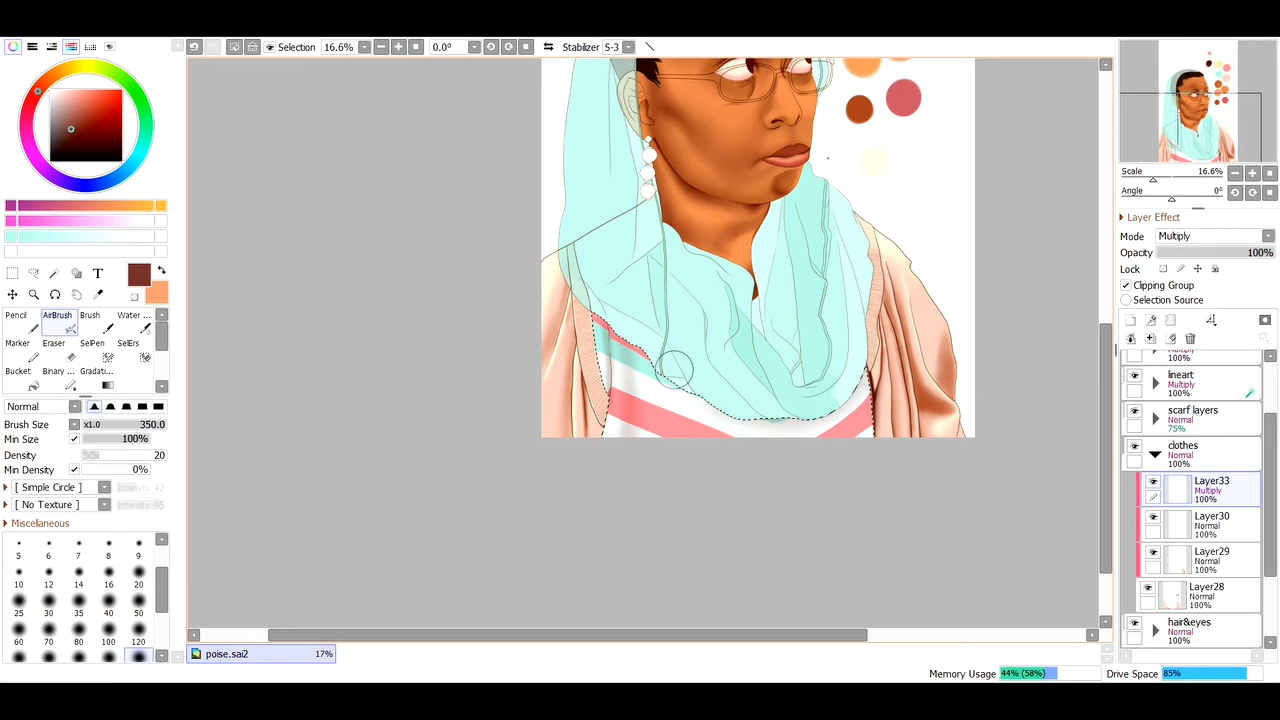 Selection 16.6% 0.0° Stabilizer S-3
Scale 16.6%
Angle 0°
Layer Effect
Mode Multiply
Opacity 100%
Lock
Clipping Group
Selection Source
T
Pencil AirBrush Brush Water ...
Marker Eraser SelPen SelErs
Bucket Binary ... Gradati...
Normal
Brush Size x1.0 350.0
Min Size 100%
Density 20
Min Density 0%
[ Simple Circle ] Intensity 42
[ No Texture ] Intensity 95
Miscellaneous
5 6 7 8 9
10 12 14 16 20
25 30 35 40 50
60 70 80 100 120
Multiply
lineart
Multiply
100%
scarf layers
Normal
75%
clothes
Normal
100%
Layer33
Multiply
100%
Layer30
Normal
100%
Layer29
Normal
100%
Layer28
Normal
100%
hair&eyes
Normal
100%
poise.sai2 17%
Memory Usage 44% (58%) Drive Space 85%